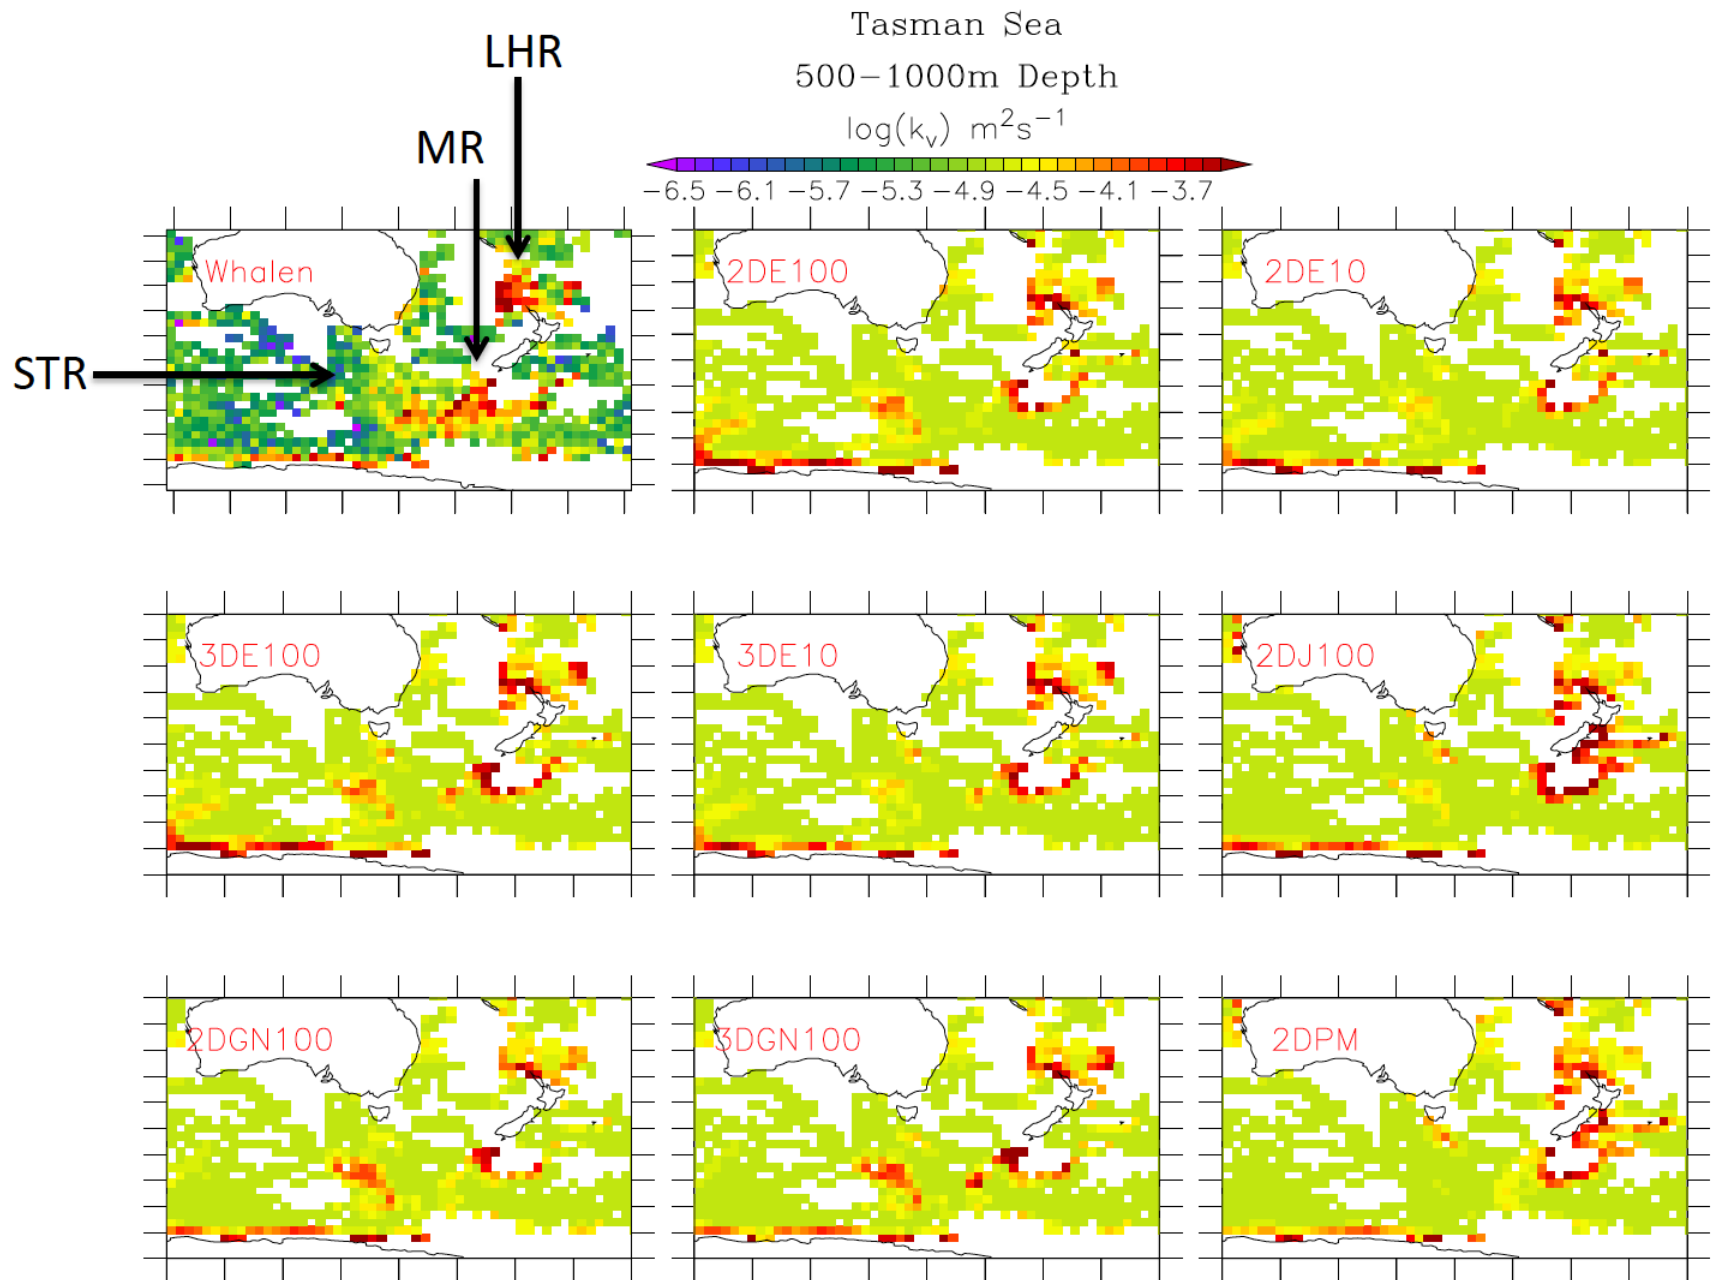 Tasman Sea
LHR
500-1000m Depth
log(kᵥ) m²s⁻¹
MR
-6.5 -6.1 -5.7 -5.3 -4.9 -4.5 -4.1 -3.7
Whalen
2DE100
2DE10
STR
3DE100
3DE10
2DJ100
2DGN100
3DGN100
2DPM